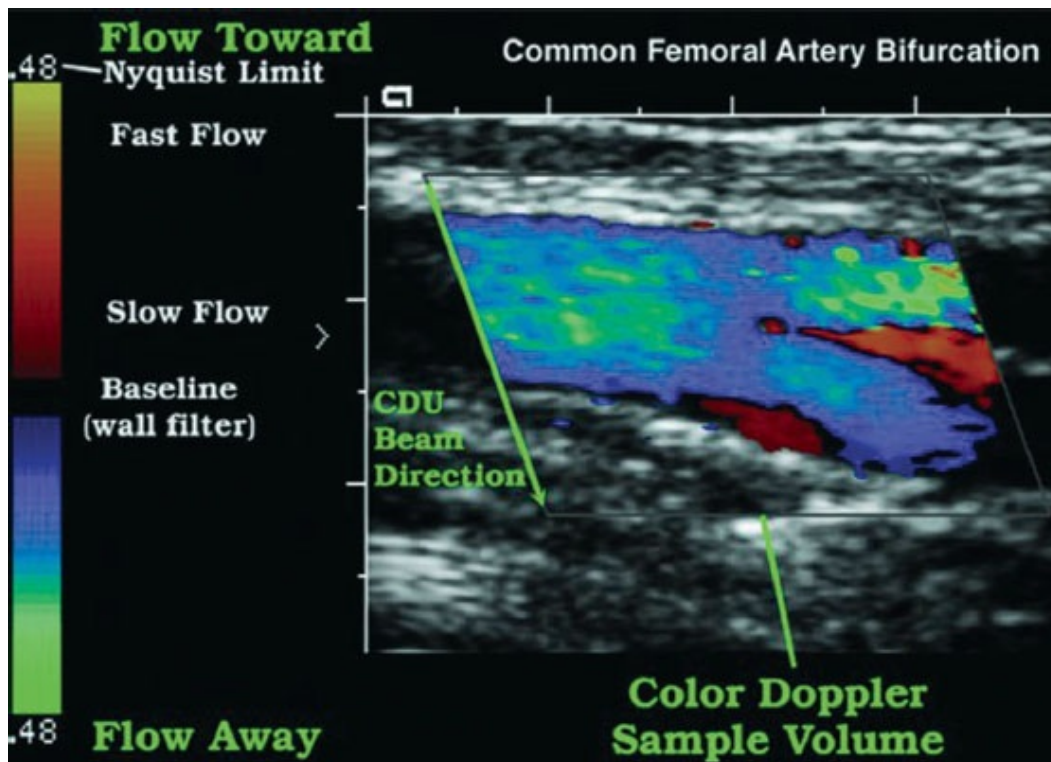 Flow Toward
.48
Nyquist Limit
Common Femoral Artery Bifurcation
Fast Flow
Slow Flow
Baseline
(wall filter)
CDU
Beam
Direction
Color Doppler
Sample Volume
.48
Flow Away